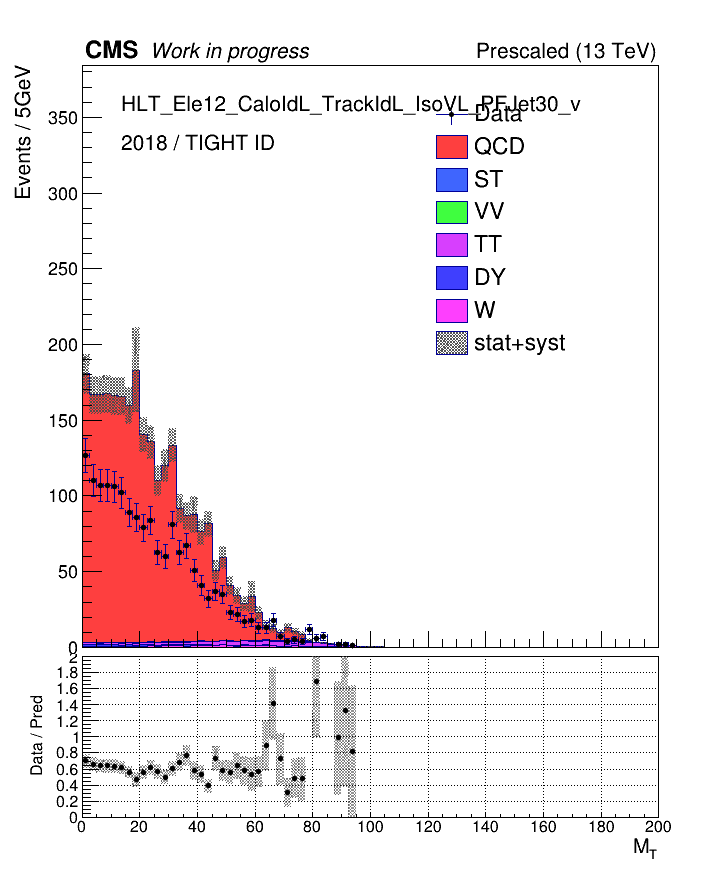 CMS Work in progress Prescaled (13 TeV)
Events / 5GeV
HLT_Ele12_CaloIdL_TrackIdL_IsoVL_PFJet30_v
2018 / TIGHT ID
Data
QCD
ST
VV
TT
DY
W
stat+syst
350
300
250
200
150
100
50
0
Data / Pred
2
1.8
1.6
1.4
1.2
1
0.8
0.6
0.4
0.2
0
0 20 40 60 80 100 120 140 160 180 200
M_T